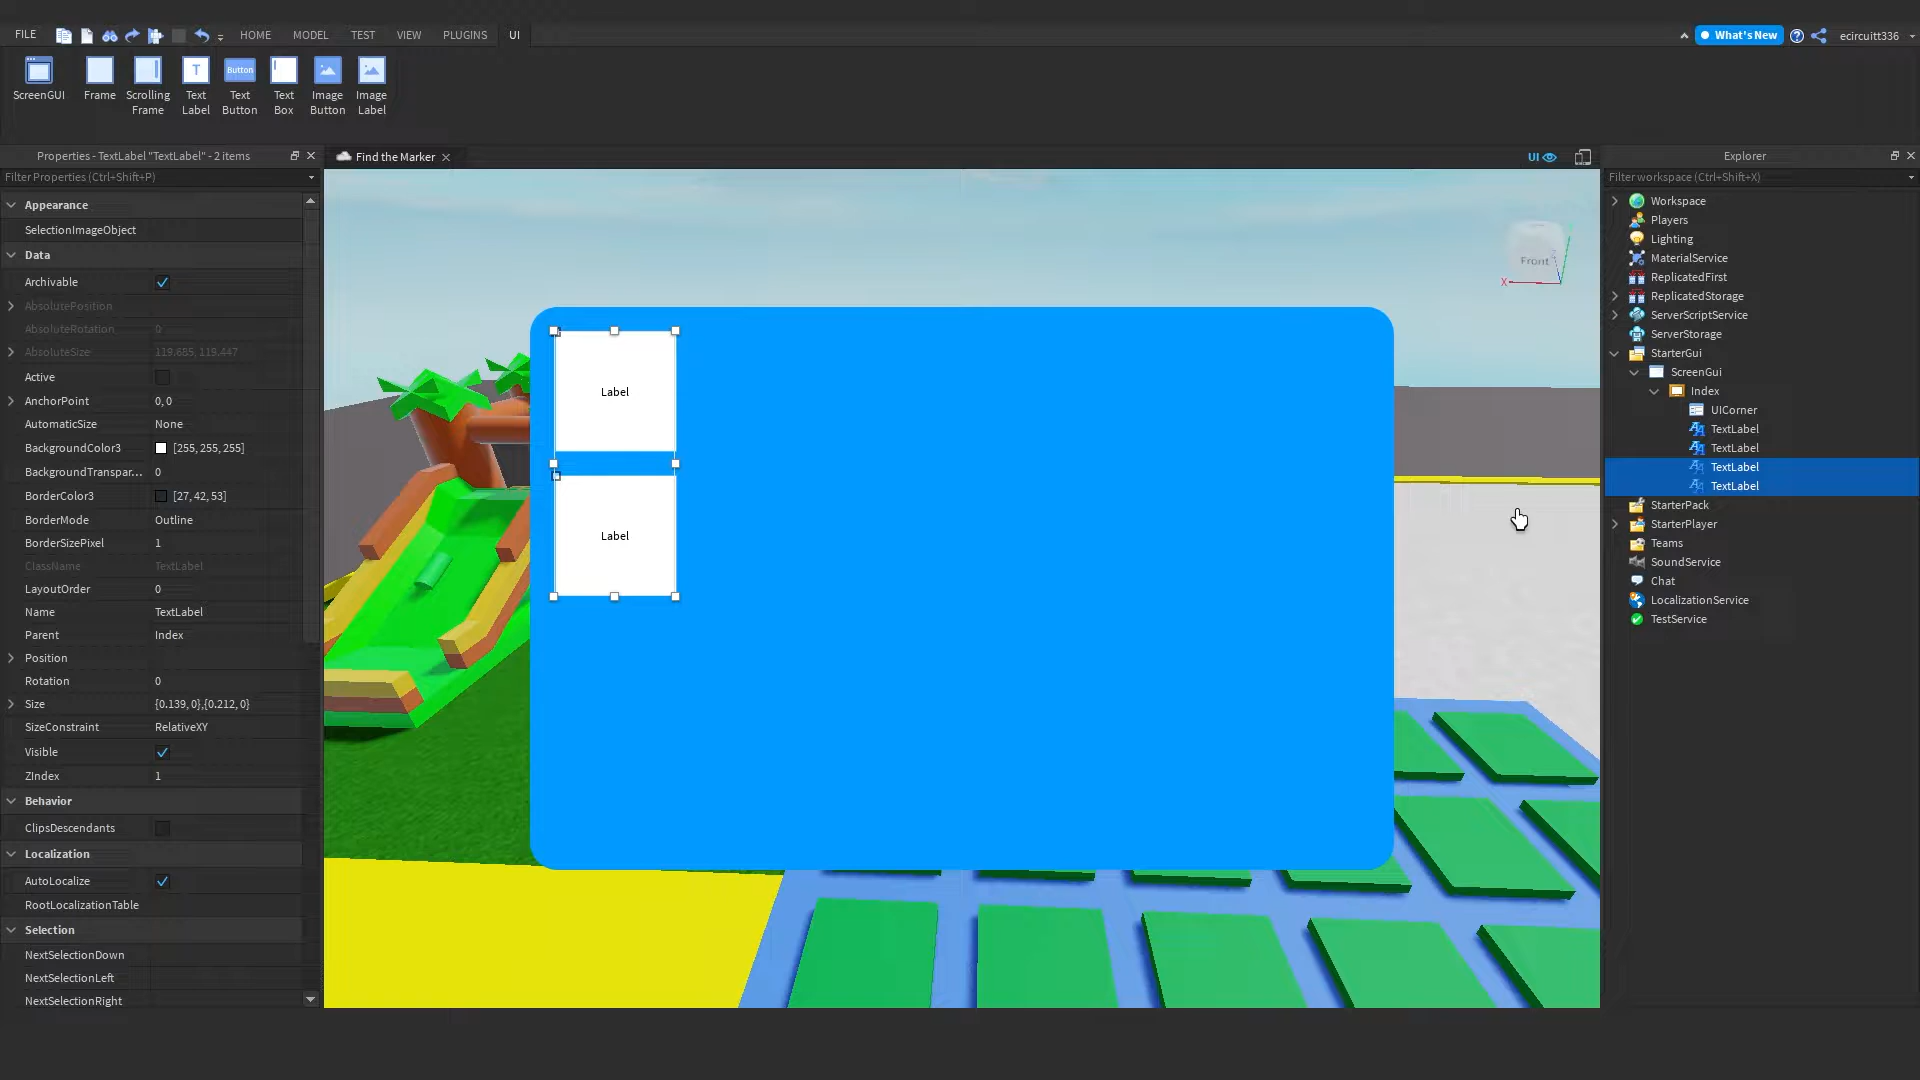 FILE HOME MODEL TEST VIEW PLUGINS UI What's New ecircuitt336
ScreenGUI Frame Scrolling Frame Text Label Button Text Button Text Box Image Button Image Label
Properties - TextLabel "TextLabel" - 2 items
Filter Properties (Ctrl+Shift+P)
Appearance
SelectionImageObject
Data
Archivable
AbsolutePosition
AbsoluteRotation 0
AbsoluteSize 119.685, 119.447
Active
AnchorPoint 0, 0
AutomaticSize None
BackgroundColor3 [255, 255, 255]
BackgroundTranspar... 0
BorderColor3 [27, 42, 53]
BorderMode Outline
BorderSizePixel 1
ClassName TextLabel
LayoutOrder 0
Name TextLabel
Parent Index
Position
Rotation 0
Size {0.139, 0},{0.212, 0}
SizeConstraint RelativeXY
Visible
ZIndex 1
Behavior
ClipsDescendants
Localization
AutoLocalize
RootLocalizationTable
Selection
NextSelectionDown
NextSelectionLeft
NextSelectionRight
Find the Marker
UI
Front
X
Label
Label
Explorer
Filter workspace (Ctrl+Shift+X)
Workspace
Players
Lighting
MaterialService
ReplicatedFirst
ReplicatedStorage
ServerScriptService
ServerStorage
StarterGui
ScreenGui
Index
UICorner
TextLabel
TextLabel
TextLabel
TextLabel
StarterPack
StarterPlayer
Teams
SoundService
Chat
LocalizationService
TestService